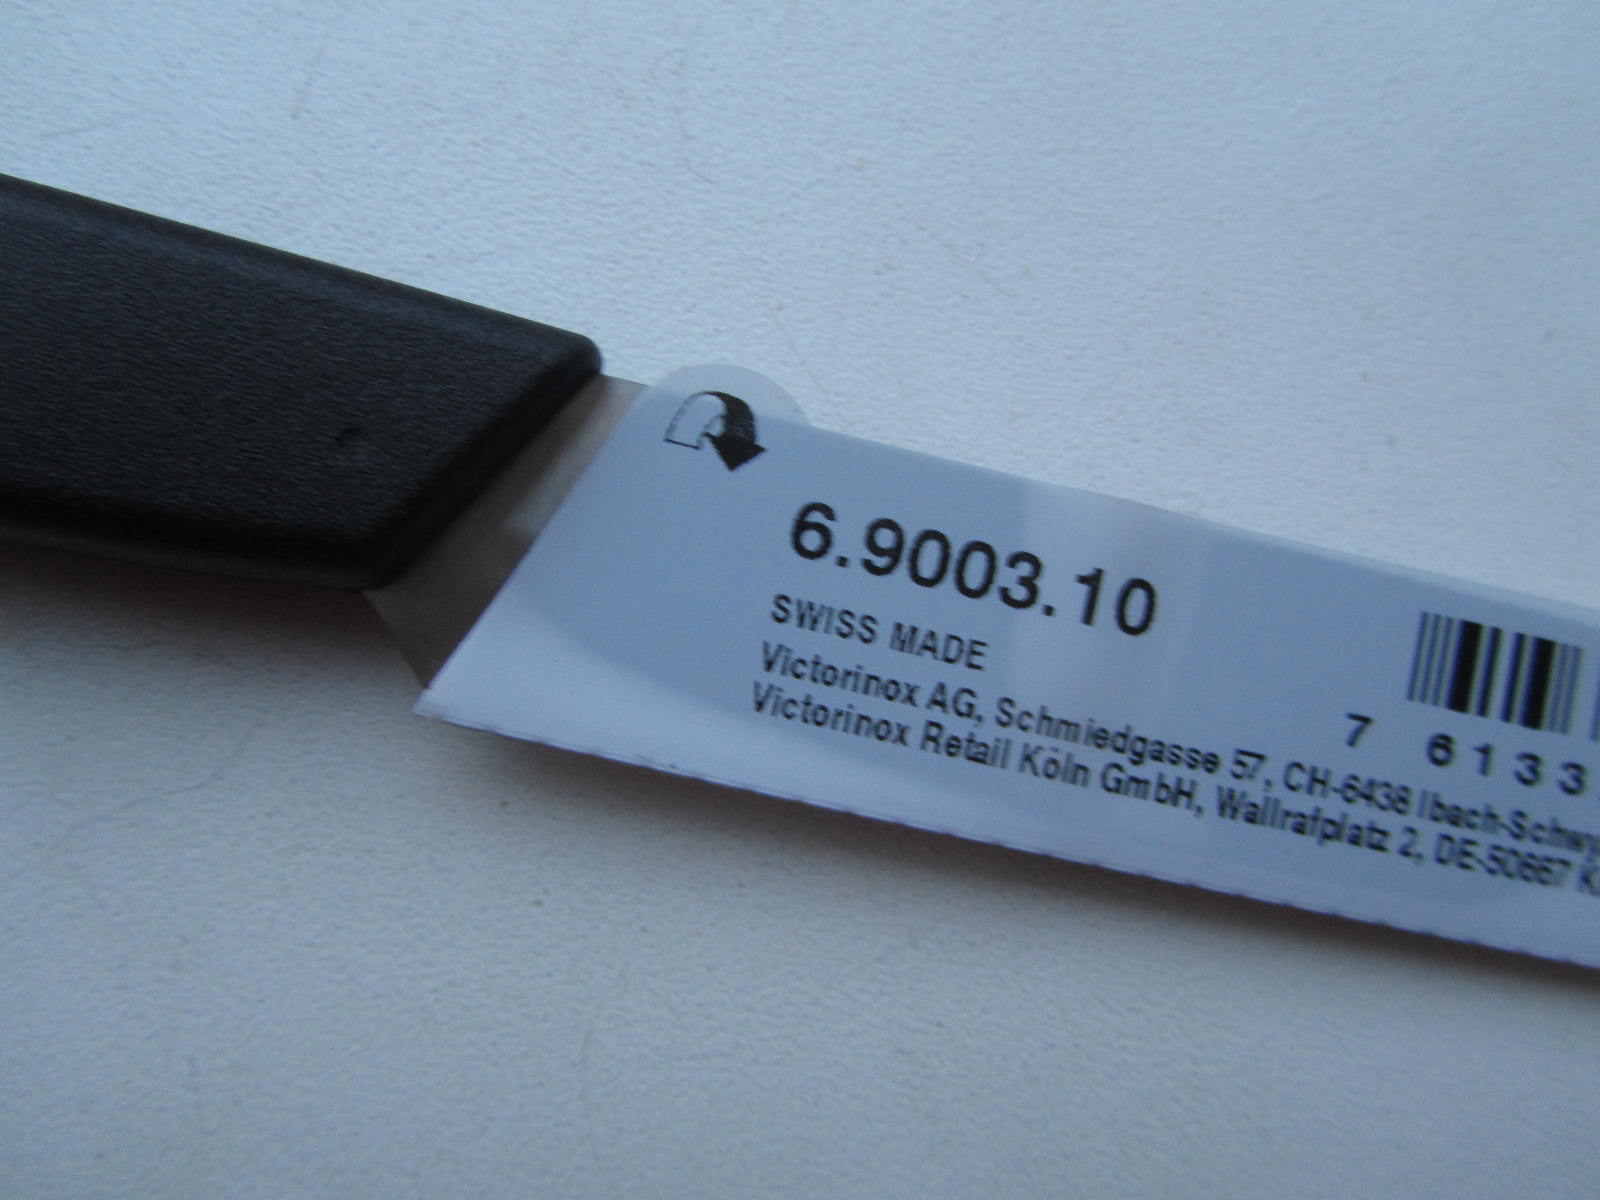 6.9003.10
SWISS MADE
Victorinox AG, Schmiedgasse 57, CH-6438 Ibach-Schwy
Victorinox Retail Köln GmbH, Wallrafplatz 2, DE-50667 K
7 6133